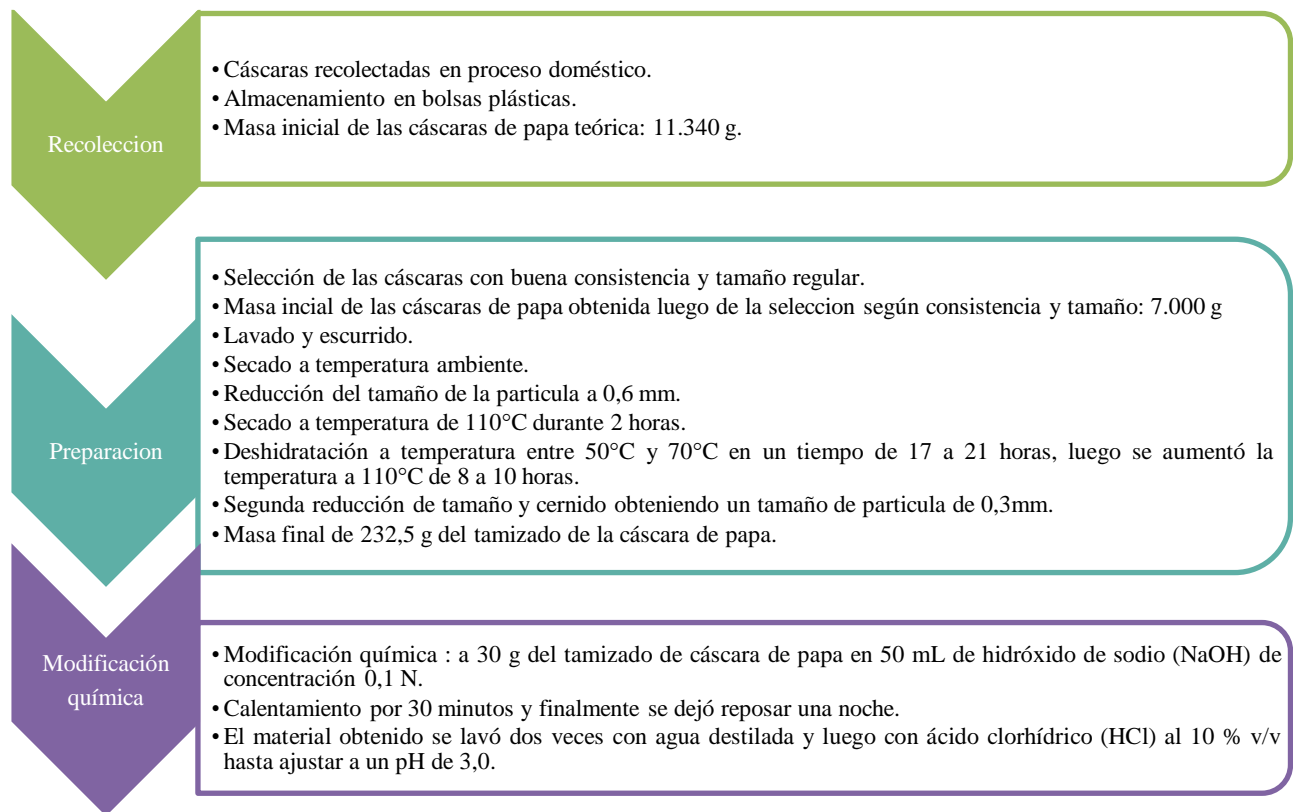 Recoleccion
• Cáscaras recolectadas en proceso doméstico.
• Almacenamiento en bolsas plásticas.
• Masa inicial de las cáscaras de papa teórica: 11.340 g.
Preparacion
• Selección de las cáscaras con buena consistencia y tamaño regular.
• Masa incial de las cáscaras de papa obtenida luego de la seleccion según consistencia y tamaño: 7.000 g
• Lavado y escurrido.
• Secado a temperatura ambiente.
• Reducción del tamaño de la particula a 0,6 mm.
• Secado a temperatura de 110°C durante 2 horas.
• Deshidratación a temperatura entre 50°C y 70°C en un tiempo de 17 a 21 horas, luego se aumentó la
temperatura a 110°C de 8 a 10 horas.
• Segunda reducción de tamaño y cernido obteniendo un tamaño de particula de 0,3mm.
• Masa final de 232,5 g del tamizado de la cáscara de papa.
Modificación
química
• Modificación química : a 30 g del tamizado de cáscara de papa en 50 mL de hidróxido de sodio (NaOH) de
concentración 0,1 N.
• Calentamiento por 30 minutos y finalmente se dejó reposar una noche.
• El material obtenido se lavó dos veces con agua destilada y luego con ácido clorhídrico (HCl) al 10 % v/v
hasta ajustar a un pH de 3,0.